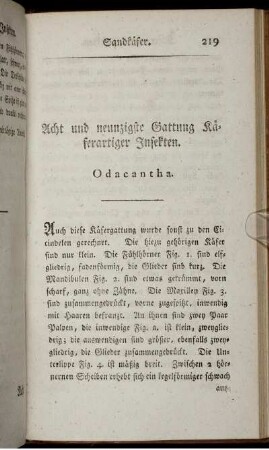 Sandkäfer. 219
Acht und neunzigste Gattung Kä-
ferartiger Insekten.
Odacantha.
Auch diese Käfergattung wurde sonst zu den Ci-
cindelen gerechnet. Die hiezu gehörigen Käfer
sind nur klein. Die Fühlhörner Fig. 1. sind elf-
gliedrig, fadenförmig, die Glieder sind kurz. Die
Mandibulen Fig. 2. sind etwas gekrümmt, vorn
scharf, ganz ohne Zähne. Die Maxillen Fig. 3.
sind zusammengedrückt, vorne zugespitzt, inwendig
mit Haaren befranzt. An ihnen sind zwey Paar
Palpen, die inwendige Fig. a. ist klein, zweyglie-
drig; die auswendigen sind größer, ebenfalls zwey-
gliedrig, die Glieder zusammengedrückt. Die Un-
terlippe Fig. 4. ist mäßig breit. Zwischen 2 hör-
nernen Scheiben erhebt sich ein kegelförmiger schwach